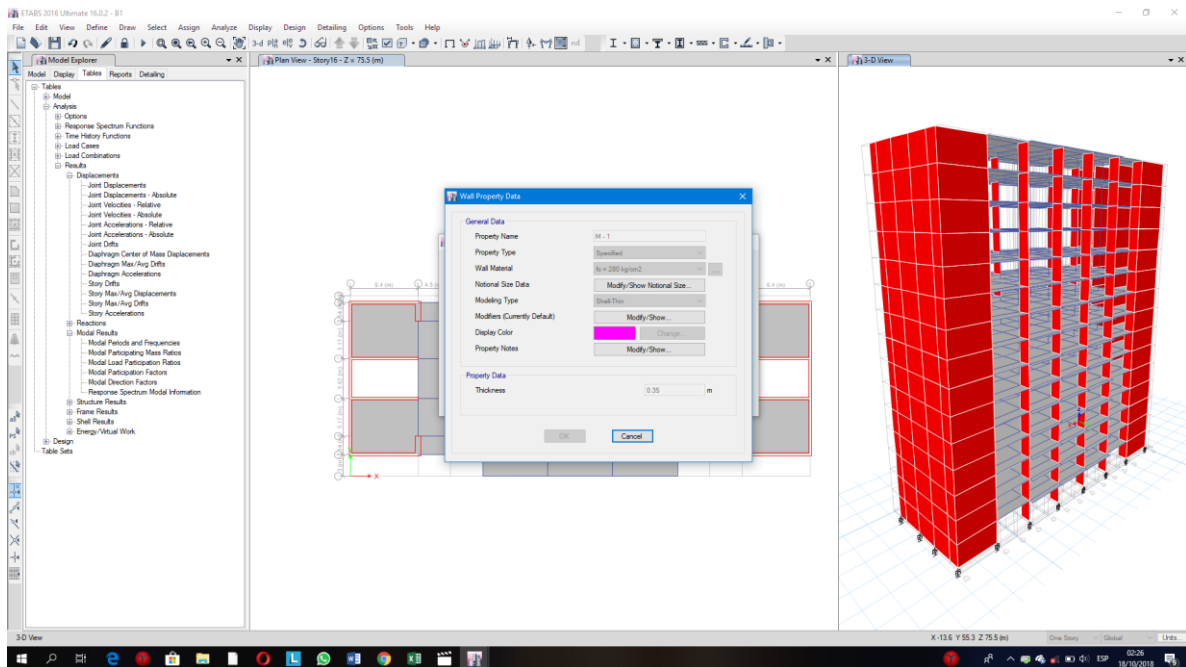 ETABS 2016 Ultimate 16.0.2 - B1
File Edit View Define Draw Select Assign Analyze Display Design Detailing Options Tools Help
Model Explorer
Model Display Tables Reports Detailing
Tables
Model
Analysis
Options
Response Spectrum Functions
Time History Functions
Load Cases
Load Combinations
Results
Displacements
Joint Displacements
Joint Displacements - Absolute
Joint Velocities - Relative
Joint Velocities - Absolute
Joint Accelerations - Relative
Joint Accelerations - Absolute
Joint Drifts
Diaphragm Center of Mass Displacements
Diaphragm Max/Avg Drifts
Diaphragm Accelerations
Story Drifts
Story Max/Avg Displacements
Story Max/Avg Drifts
Story Accelerations
Reactions
Modal Results
Modal Periods and Frequencies
Modal Participating Mass Ratios
Modal Load Participation Ratios
Modal Participation Factors
Modal Direction Factors
Response Spectrum Modal Information
Structure Results
Frame Results
Shell Results
Energy/Virtual Work
Design
Table Sets
Plan View - Story16 - Z = 75.5 (m)
6.4 (m)
6.4 (m)
X
Wall Property Data
General Data
Property Name M - 1
Property Type Specified
Wall Material fc = 280 kg/cm2 ...
Notional Size Data Modify/Show Notional Size...
Modeling Type Shell-Thin
Modifiers (Currently Default) Modify/Show...
Display Color Change...
Property Notes Modify/Show...
Property Data
Thickness 0.35 m
OK Cancel
3-D View
3-D View
X -13.6 Y 55.3 Z 75.5 (m) One Story Global Units...
ESP
02:26
18/10/2018